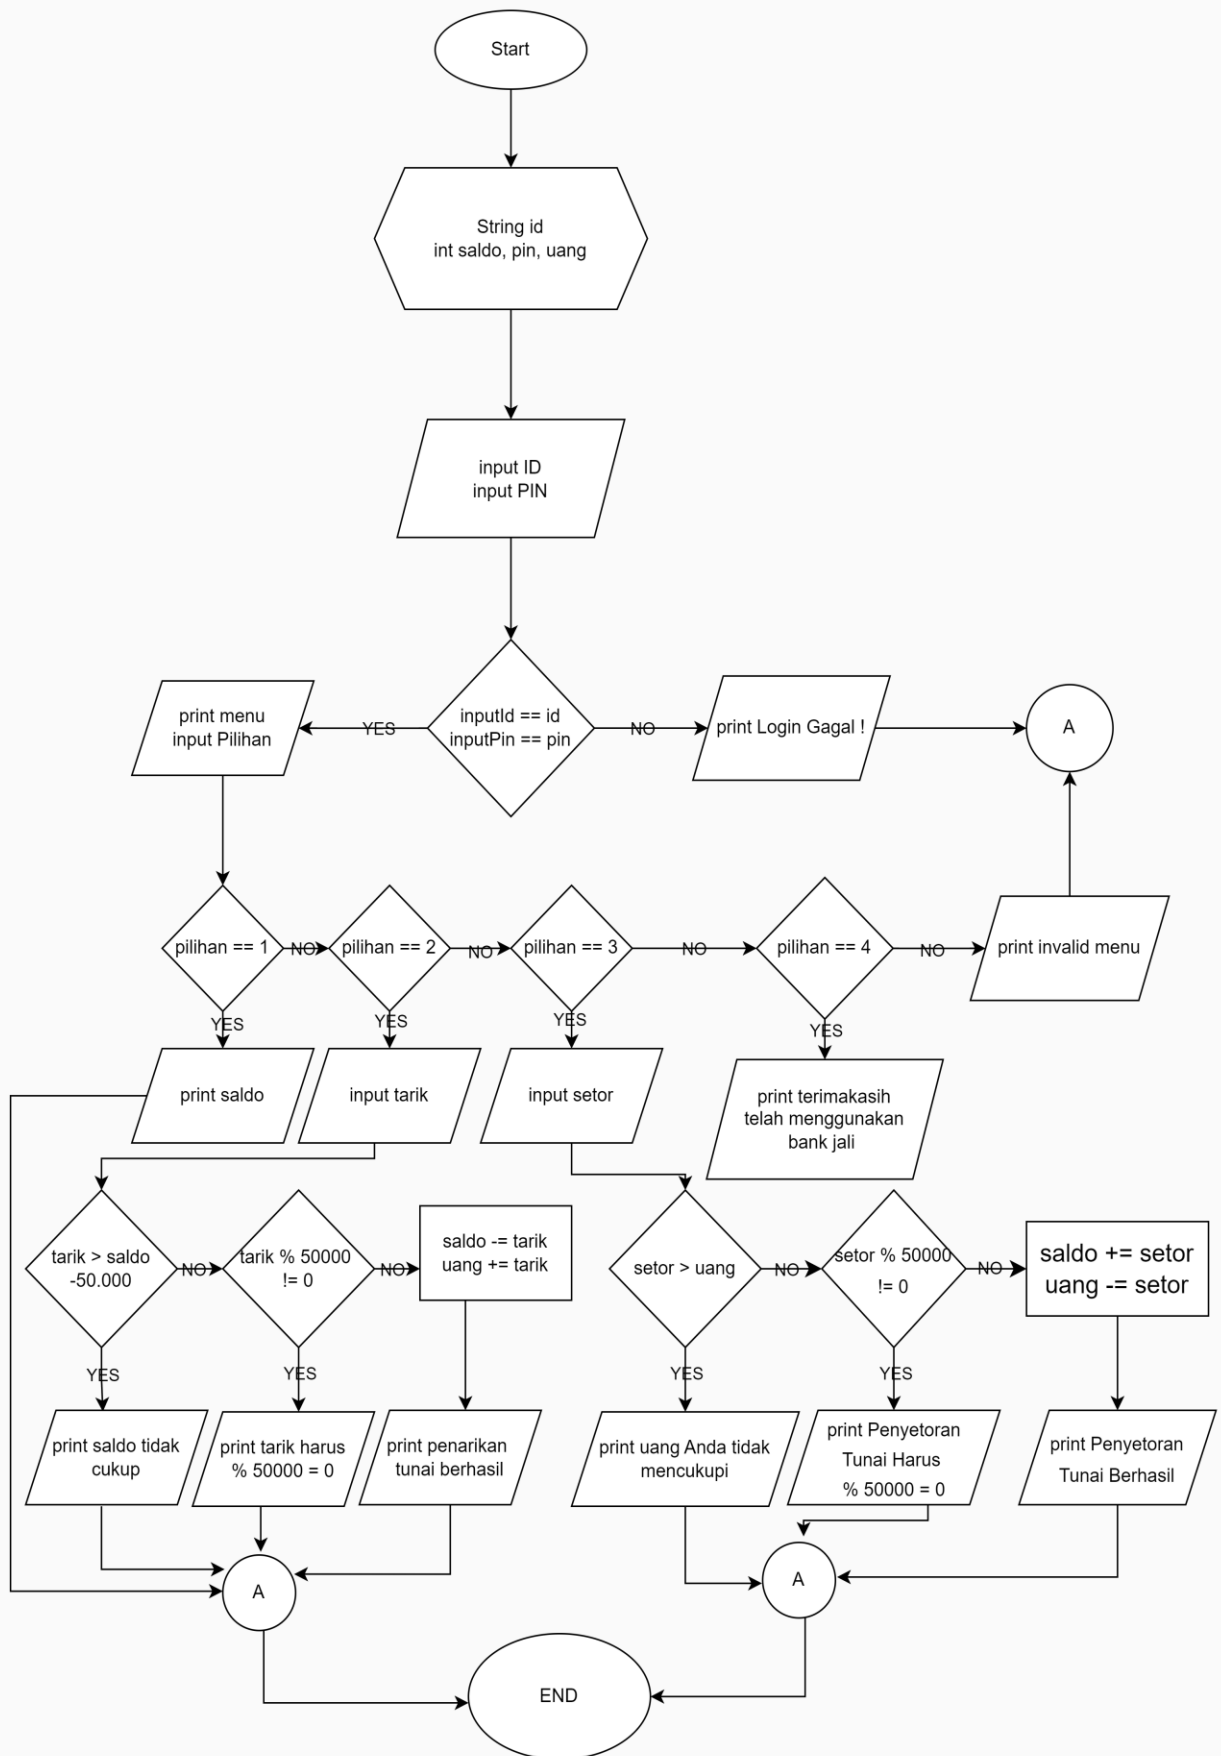 Start
String id
int saldo, pin, uang
input ID
input PIN
print menu
input Pilihan
YES
inputId == id
inputPin == pin
NO
print Login Gagal !
A
pilihan == 1
NO
pilihan == 2
NO
pilihan == 3
NO
pilihan == 4
NO
print invalid menu
YES
YES
YES
YES
print saldo
input tarik
input setor
print terimakasih
telah menggunakan
bank jali
tarik > saldo
-50.000
NO
tarik % 50000
!= 0
NO
saldo -= tarik
uang += tarik
setor > uang
NO
setor % 50000
!= 0
NO
saldo += setor
uang -= setor
YES
YES
YES
YES
print saldo tidak
cukup
print tarik harus
% 50000 = 0
print penarikan
tunai berhasil
print uang Anda tidak
mencukupi
print Penyetoran
Tunai Harus
% 50000 = 0
print Penyetoran
Tunai Berhasil
A
A
END